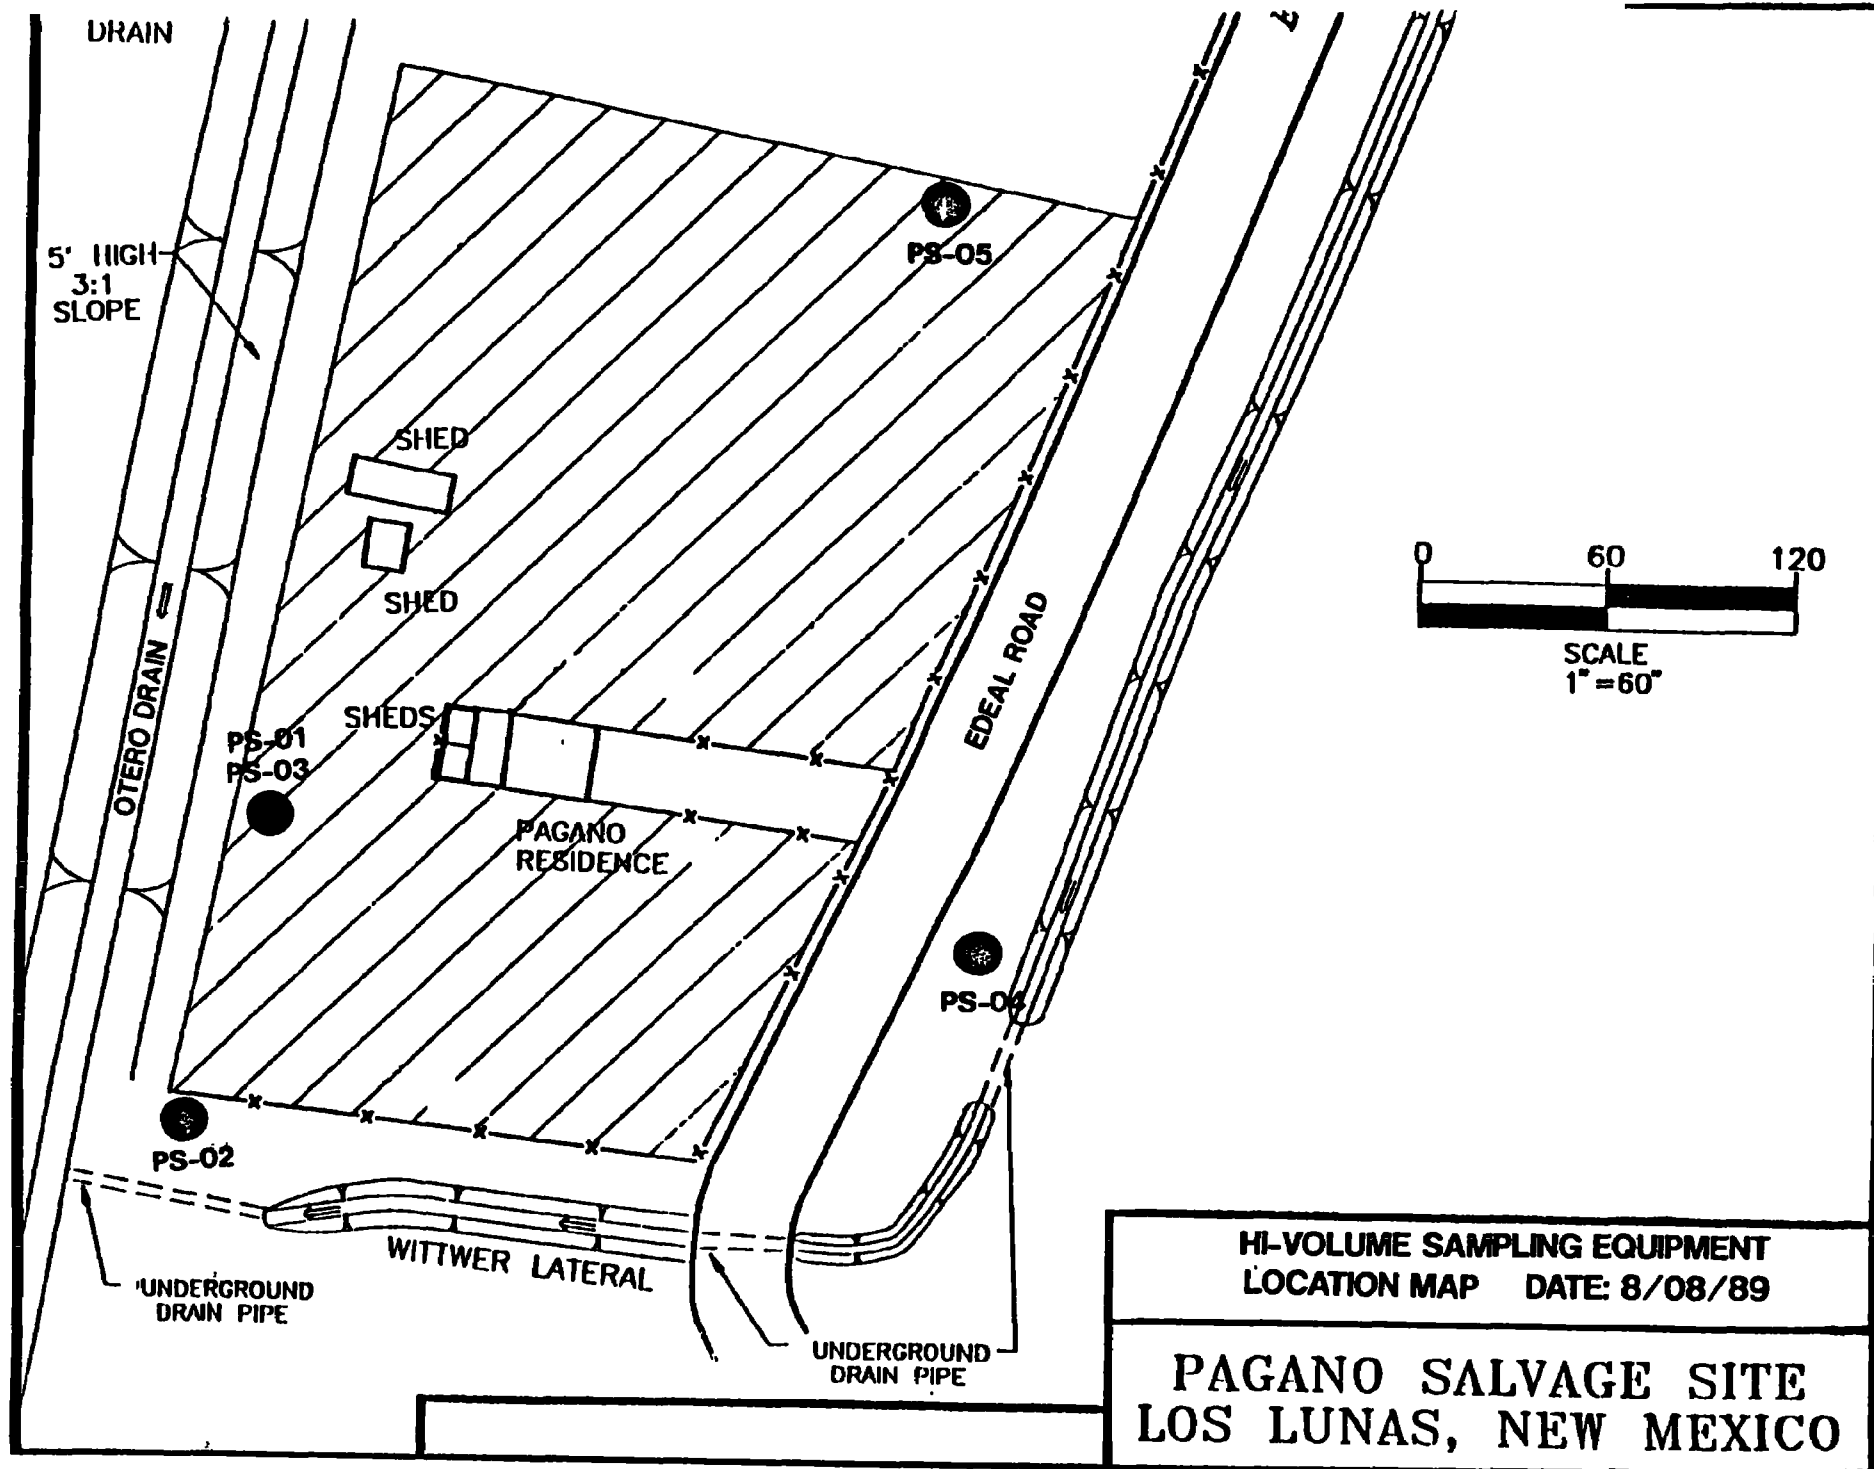 DRAIN
5' HIGH
3:1
SLOPE
PS-05
SHED
SHED
OTERO DRAIN
EDEAL ROAD
0 60 120
SCALE
1"=60"
SHEDS
PS-01
PS-03
PAGANO
RESIDENCE
PS-04
PS-02
WITTWER LATERAL
UNDERGROUND
DRAIN PIPE
UNDERGROUND
DRAIN PIPE
HI-VOLUME SAMPLING EQUIPMENT
LOCATION MAP DATE: 8/08/89
PAGANO SALVAGE SITE
LOS LUNAS, NEW MEXICO